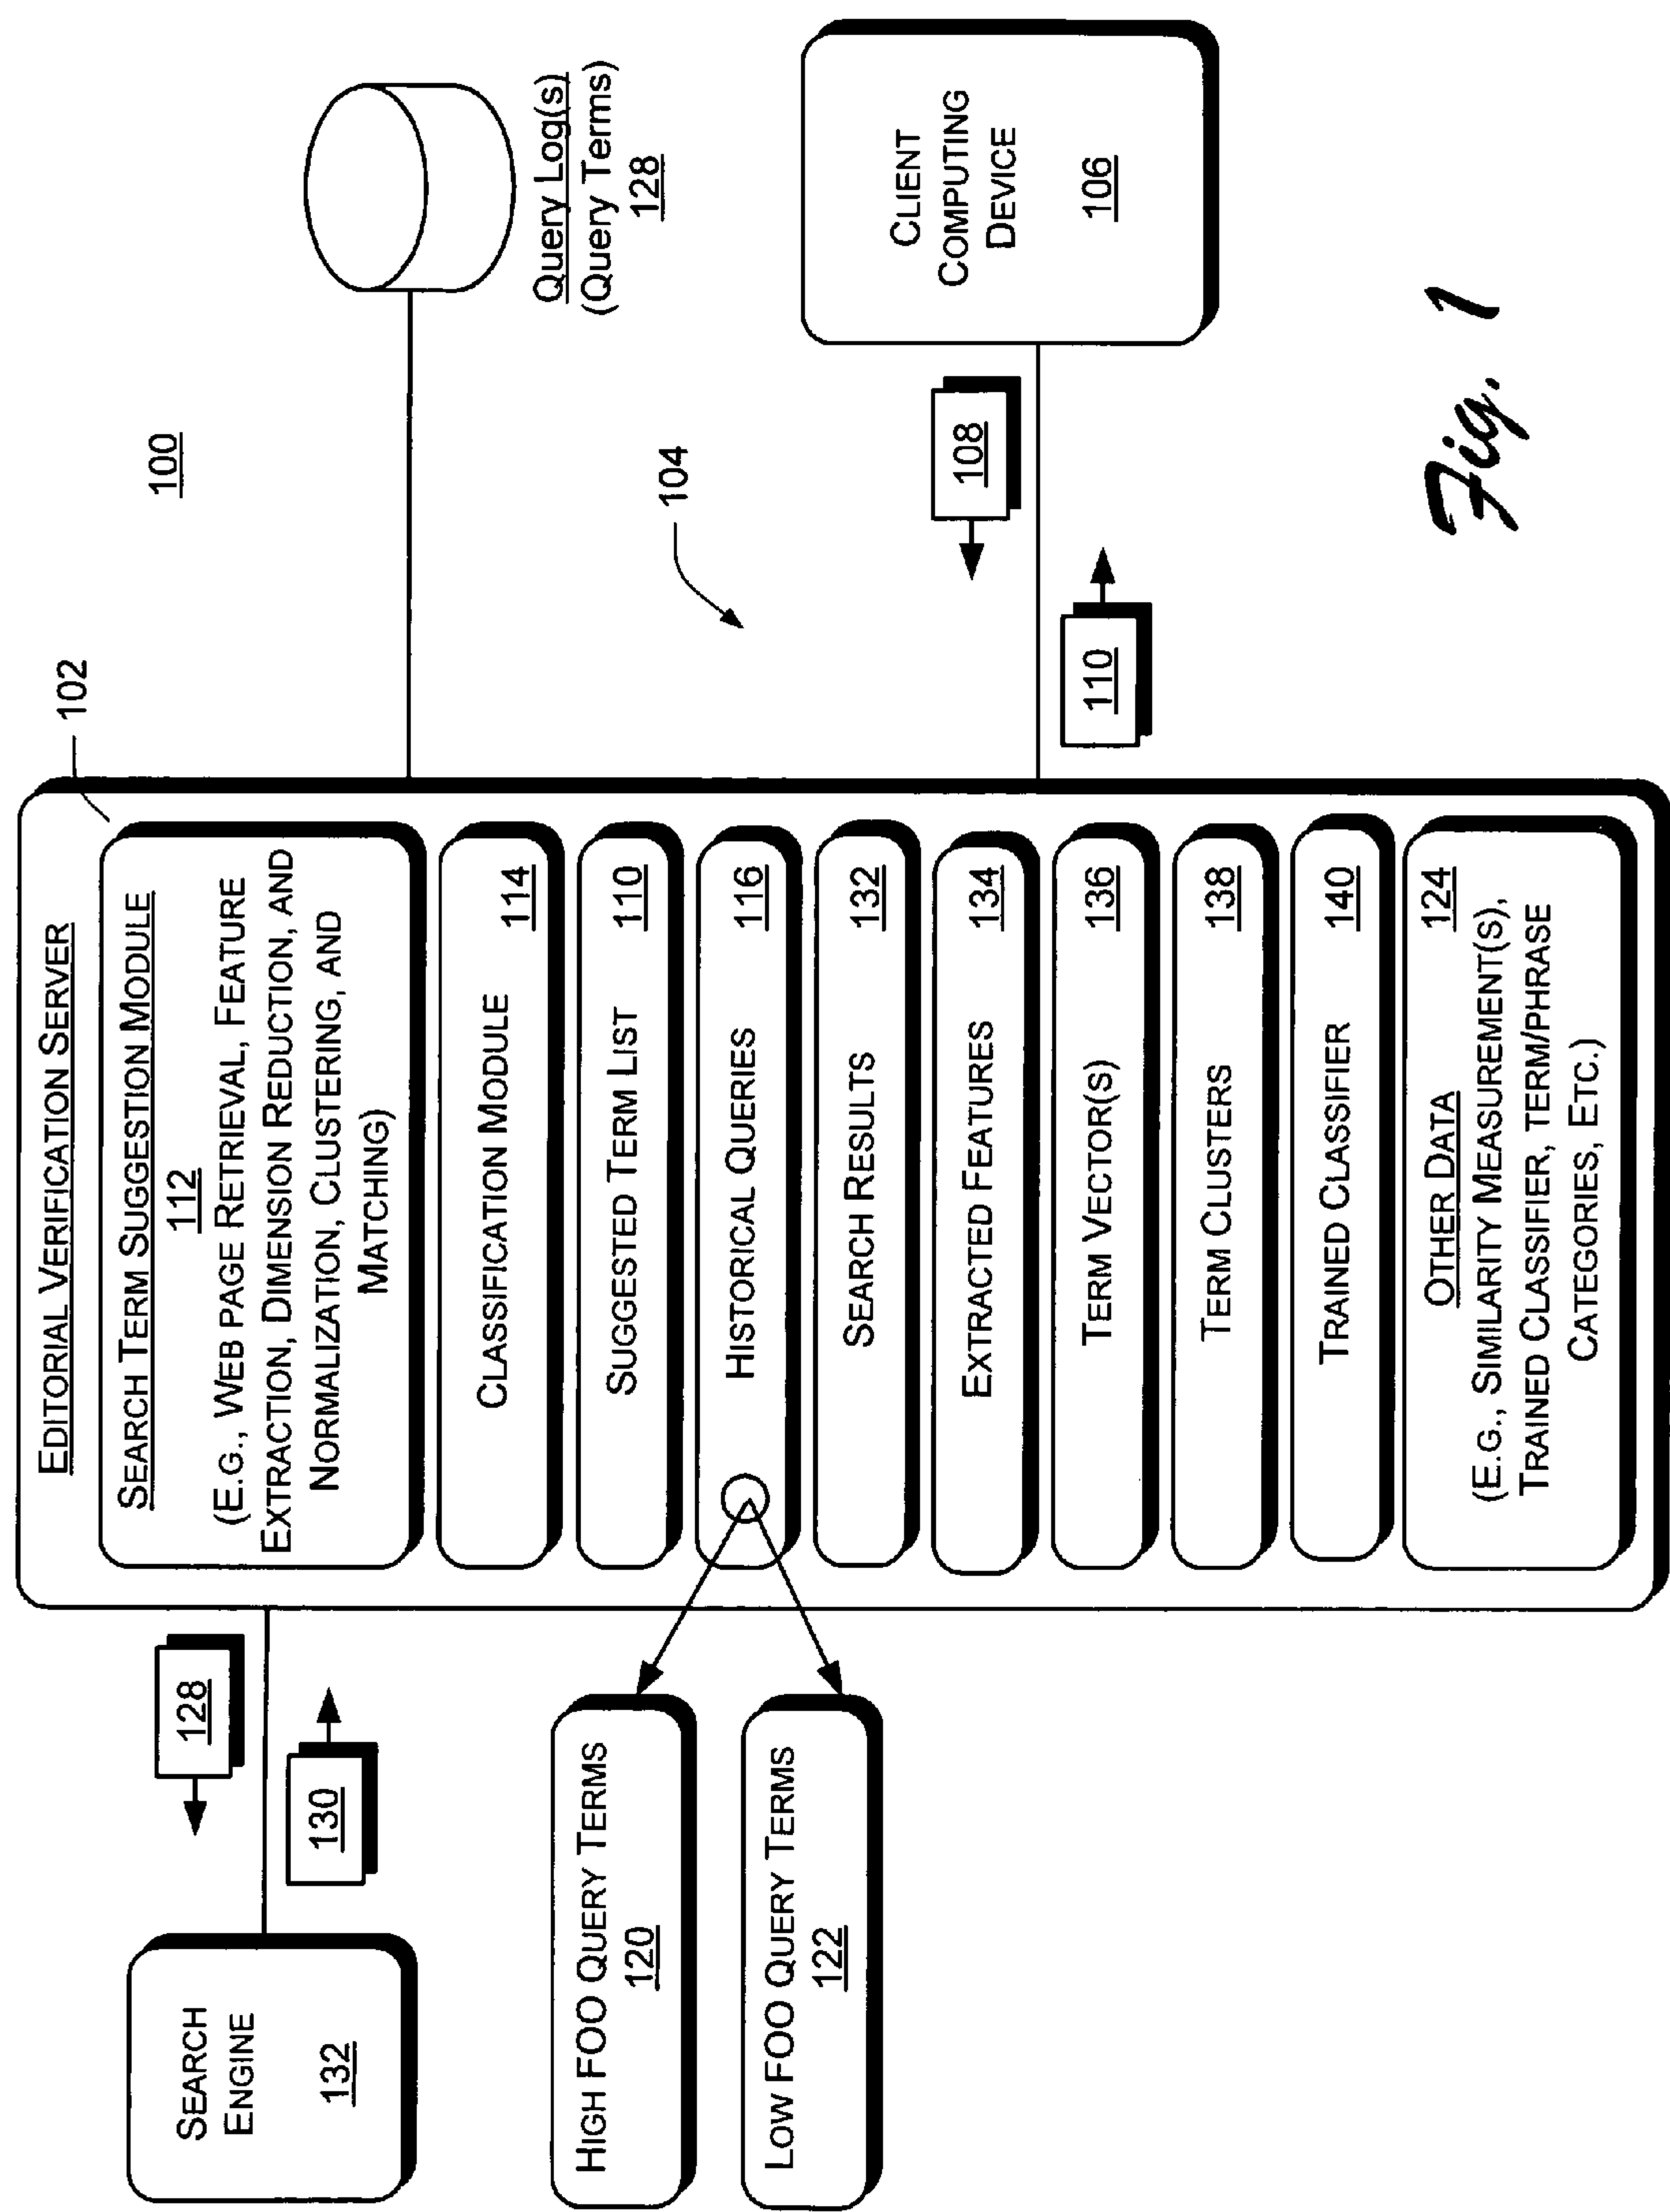 100
102
EDITORIAL VERIFICATION SERVER
SEARCH TERM SUGGESTION MODULE
112
(E.G., WEB PAGE RETRIEVAL, FEATURE
EXTRACTION, DIMENSION REDUCTION, AND
NORMALIZATION, CLUSTERING, AND
MATCHING)
CLASSIFICATION MODULE 114
SUGGESTED TERM LIST 110
HISTORICAL QUERIES 116
SEARCH RESULTS 132
EXTRACTED FEATURES 134
TERM VECTOR(S) 136
TERM CLUSTERS 138
TRAINED CLASSIFIER 140
OTHER DATA 124
(E.G., SIMILARITY MEASUREMENT(S),
TRAINED CLASSIFIER, TERM/PHRASE
CATEGORIES, ETC.)
SEARCH
ENGINE
132
128
130
HIGH FOO QUERY TERMS
120
LOW FOO QUERY TERMS
122
Query Log(s)
(Query Terms)
128
104
108
110
CLIENT
COMPUTING
DEVICE
106
Fig. 1